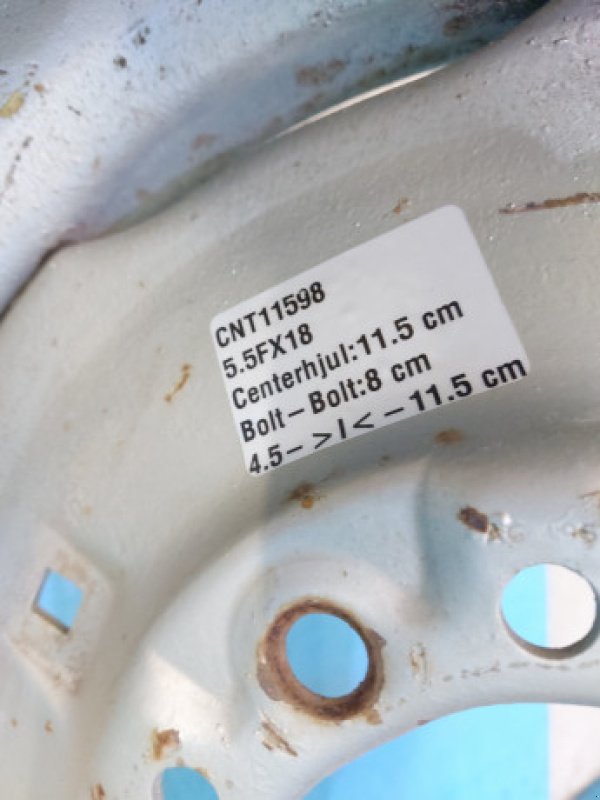 CNT11598
5.5FX18
Centerhjul:11.5 cm
Bolt-Bolt:8 cm
4.5->/<-11.5 cm